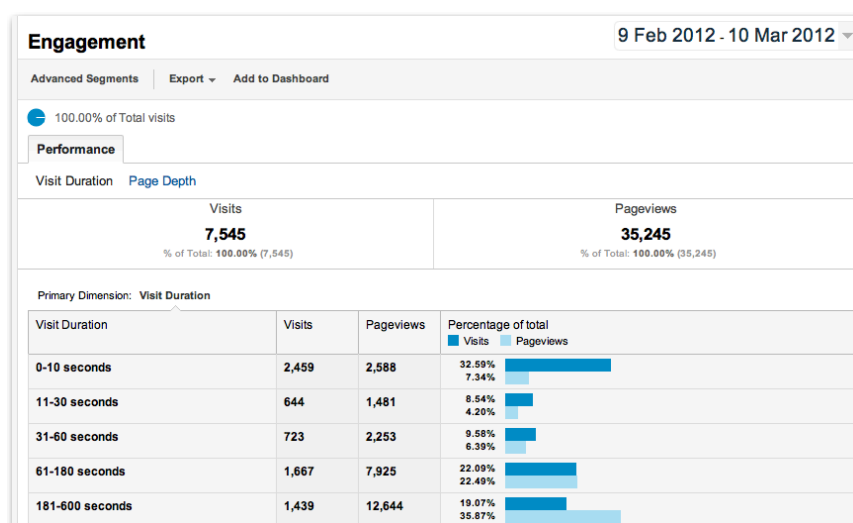 Engagement
9 Feb 2012 - 10 Mar 2012
Advanced Segments Export Add to Dashboard
100.00% of Total visits
Performance
Visit Duration Page Depth
Visits Pageviews
7,545 35,245
% of Total: 100.00% (7,545) % of Total: 100.00% (35,245)
Primary Dimension: Visit Duration
Visit Duration Visits Pageviews Percentage of total
Visits Pageviews
0-10 seconds 2,459 2,588 32.59%
7.34%
11-30 seconds 644 1,481 8.54%
4.20%
31-60 seconds 723 2,253 9.58%
6.39%
61-180 seconds 1,667 7,925 22.09%
22.49%
181-600 seconds 1,439 12,644 19.07%
35.87%